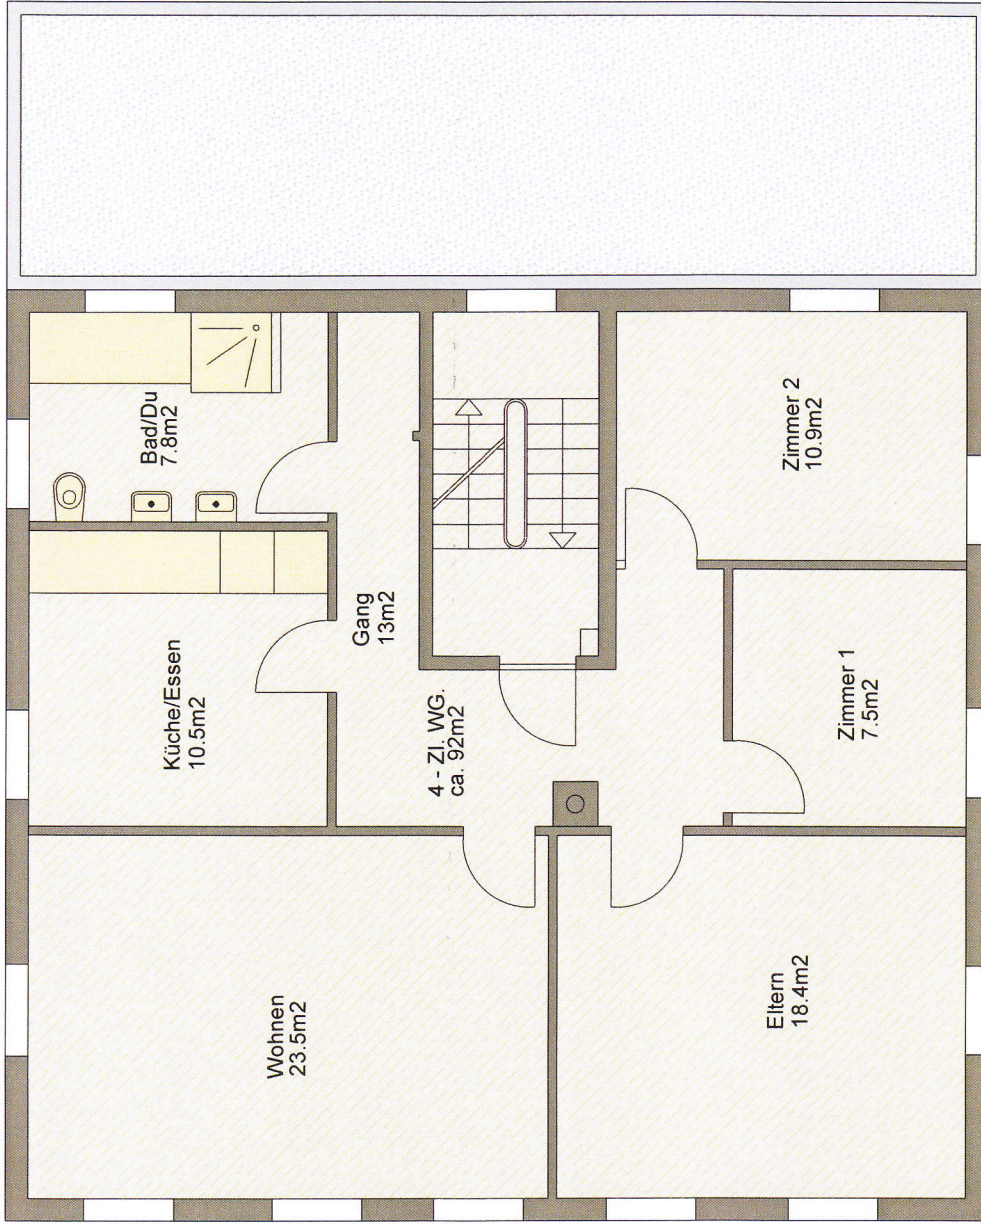 Bad/Du
7.8m2
Küche/Essen
10.5m2
Gang
13m2
4 - ZI. WG.
ca. 92m2
Wohnen
23.5m2
Zimmer 2
10.9m2
Zimmer 1
7.5m2
Eltern
18.4m2